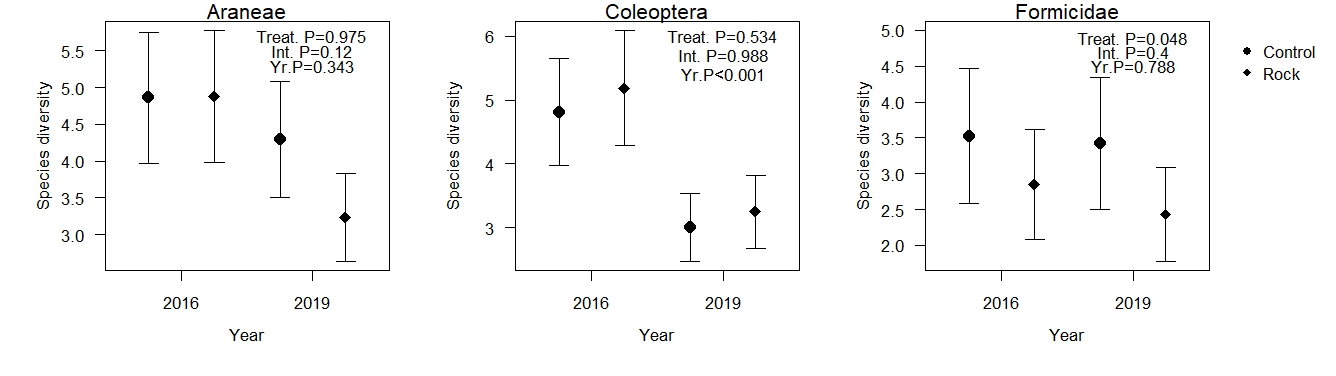 Araneae
Treat. P=0.975
Int. P=0.12
Yr.P=0.343
5.5
5.0
4.5
4.0
3.5
3.0
Species diversity
2016
2019
Year
Coleoptera
Treat. P=0.534
Int. P=0.988
Yr.P<0.001
6
5
4
3
Species diversity
2016
2019
Year
Formicidae
Treat. P=0.048
Int. P=0.4
Yr.P=0.788
5.0
4.5
4.0
3.5
3.0
2.5
2.0
Species diversity
2016
2019
Year
Control
Rock